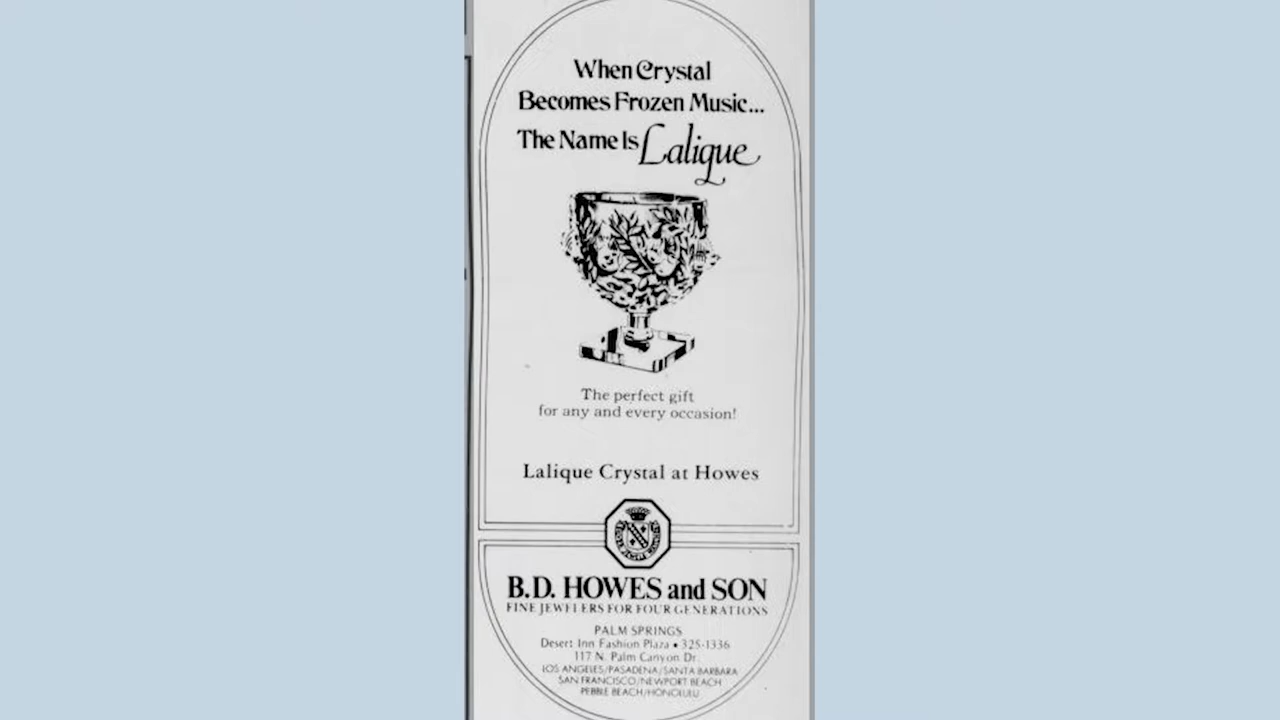 When Crystal
Becomes Frozen Music...
The Name Is Lalique
The perfect gift
for any and every occasion!
Lalique Crystal at Howes
B.D. HOWES and SON
FINE JEWELERS FOR FOUR GENERATIONS
PALM SPRINGS
Desert Inn Fashion Plaza • 325-1336
117 N. Palm Canyon Dr.
LOS ANGELES/PASADENA/SANTA BARBARA
SAN FRANCISCO/NEWPORT BEACH
PEBBLE BEACH/HONOLULU